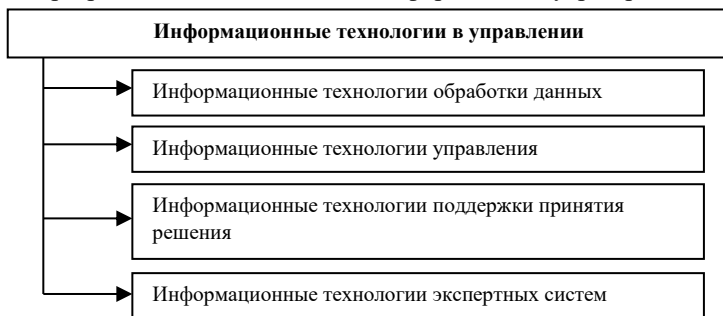 Информационные технологии в управлении
Информационные технологии обработки данных
Информационные технологии управления
Информационные технологии поддержки принятия
решения
Информационные технологии экспертных систем